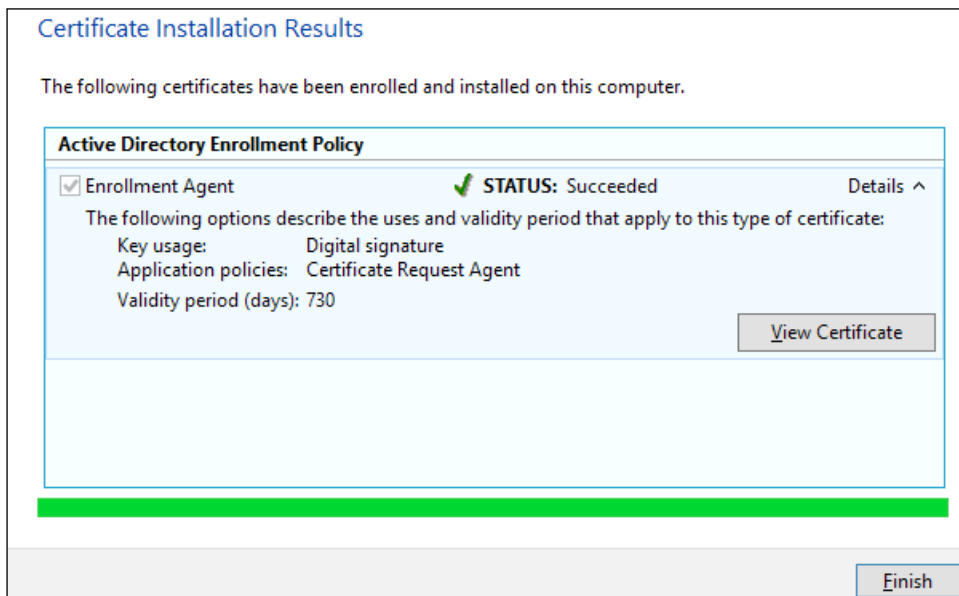 Certificate Installation Results
The following certificates have been enrolled and installed on this computer.
Active Directory Enrollment Policy
Enrollment Agent STATUS: Succeeded Details
The following options describe the uses and validity period that apply to this type of certificate:
Key usage: Digital signature
Application policies: Certificate Request Agent
Validity period (days): 730
View Certificate
Finish